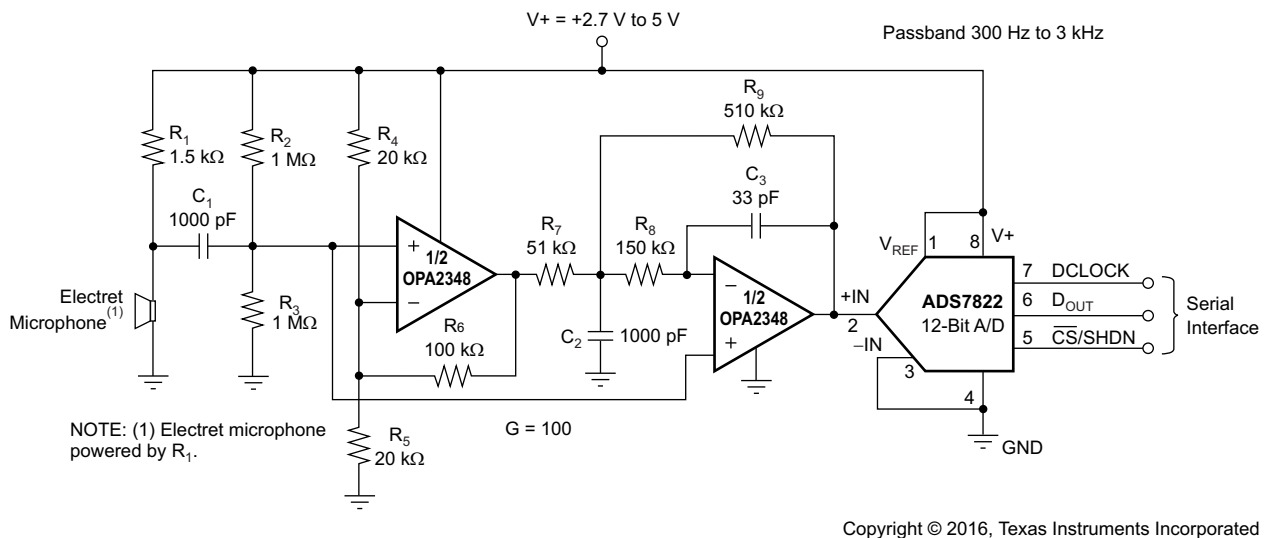 V+ = +2.7 V to 5 V
Passband 300 Hz to 3 kHz
R1
1.5 kΩ
R2
1 MΩ
R4
20 kΩ
R9
510 kΩ
C1
1000 pF
C3
33 pF
R7
51 kΩ
R8
150 kΩ
+
1/2
OPA2348
−
−
1/2
OPA2348
+
VREF
1
8
V+
7
DCLOCK
+IN
2
ADS7822
12-Bit A/D
6
DOUT
Serial
Interface
−IN
3
5
CS/SHDN
4
GND
Electret
Microphone(1)
R3
1 MΩ
R6
100 kΩ
C2
1000 pF
G = 100
R5
20 kΩ
NOTE: (1) Electret microphone
powered by R1.
Copyright © 2016, Texas Instruments Incorporated